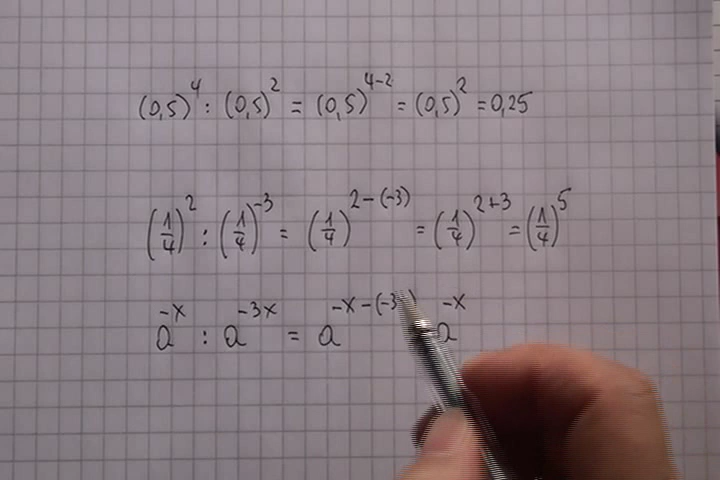 (0,5)⁴ : (0,5)² = (0,5)⁴⁻² = (0,5)² = 0,25
(1/4)² : (1/4)⁻³ = (1/4)²⁻⁽⁻³⁾ = (1/4)²⁺³ = (1/4)⁵
a^-x : a^-3x = a^-x-(-3 ) a^-x